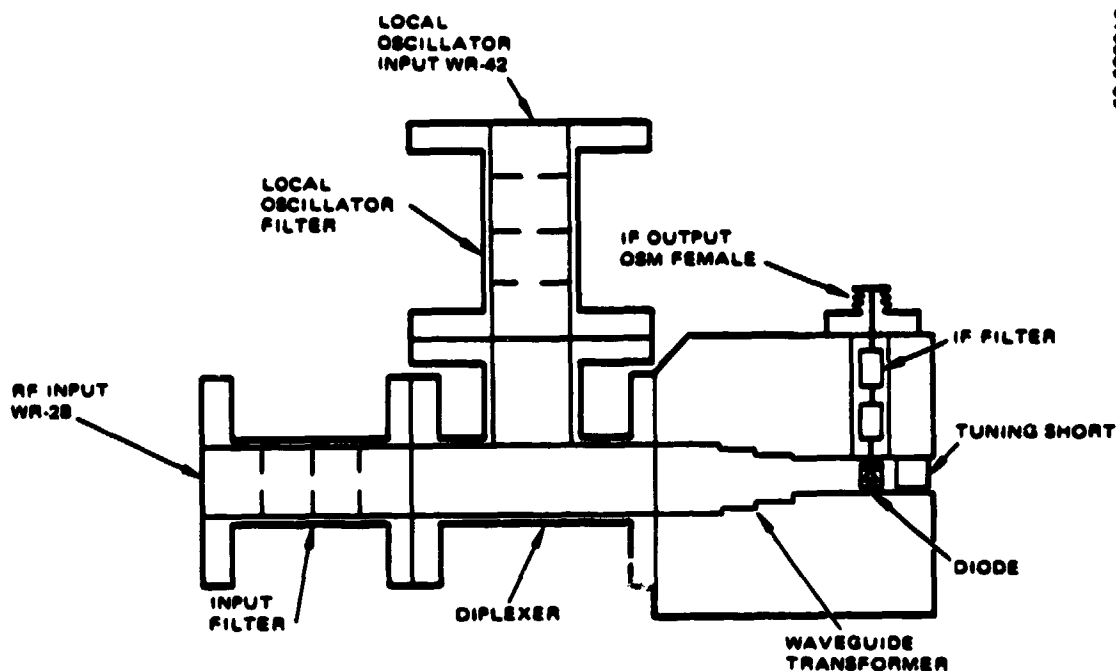 LOCAL
OSCILLATOR
INPUT WR-42
LOCAL
OSCILLATOR
FILTER
IF OUTPUT
OSM FEMALE
IF FILTER
RF INPUT
WR-28
TUNING SHORT
DIODE
INPUT
FILTER
DIPLEXER
WAVEGUIDE
TRANSFORMER